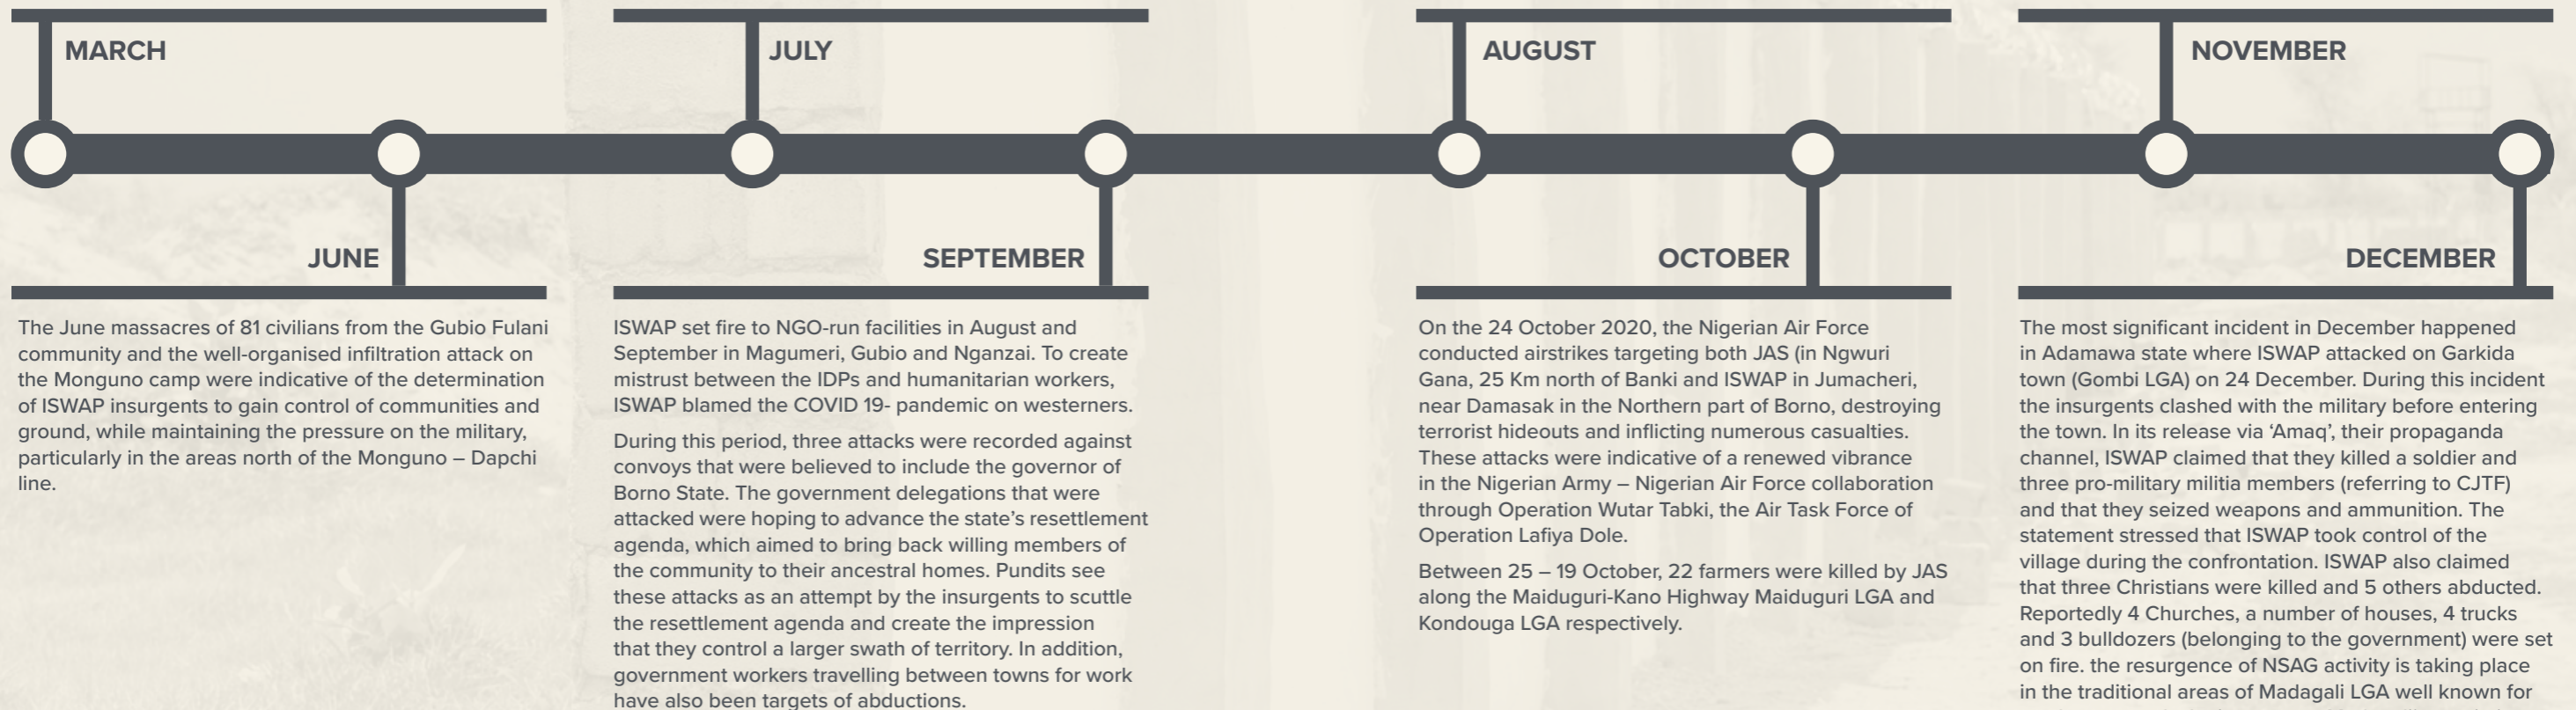 MARCH
JUNE
The June massacres of 81 civilians from the Gubio Fulani
community and the well-organised infiltration attack on
the Monguno camp were indicative of the determination
of ISWAP insurgents to gain control of communities and
ground, while maintaining the pressure on the military,
particularly in the areas north of the Monguno – Dapchi
line.
JULY
SEPTEMBER
ISWAP set fire to NGO-run facilities in August and
September in Magumeri, Gubio and Nganzai. To create
mistrust between the IDPs and humanitarian workers,
ISWAP blamed the COVID 19- pandemic on westerners.
During this period, three attacks were recorded against
convoys that were believed to include the governor of
Borno State. The government delegations that were
attacked were hoping to advance the state’s resettlement
agenda, which aimed to bring back willing members of
the community to their ancestral homes. Pundits see
these attacks as an attempt by the insurgents to scuttle
the resettlement agenda and create the impression
that they control a larger swath of territory. In addition,
government workers travelling between towns for work
have also been targets of abductions.
AUGUST
OCTOBER
On the 24 October 2020, the Nigerian Air Force
conducted airstrikes targeting both JAS (in Ngwuri
Gana, 25 Km north of Banki and ISWAP in Jumacheri,
near Damasak in the Northern part of Borno, destroying
terrorist hideouts and inflicting numerous casualties.
These attacks were indicative of a renewed vibrance
in the Nigerian Army – Nigerian Air Force collaboration
through Operation Wutar Tabki, the Air Task Force of
Operation Lafiya Dole.
Between 25 – 19 October, 22 farmers were killed by JAS
along the Maiduguri-Kano Highway Maiduguri LGA and
Kondouga LGA respectively.
NOVEMBER
DECEMBER
The most significant incident in December happened
in Adamawa state where ISWAP attacked on Garkida
town (Gombi LGA) on 24 December. During this incident
the insurgents clashed with the military before entering
the town. In its release via ‘Amaq’, their propaganda
channel, ISWAP claimed that they killed a soldier and
three pro-military militia members (referring to CJTF)
and that they seized weapons and ammunition. The
statement stressed that ISWAP took control of the
village during the confrontation. ISWAP also claimed
that three Christians were killed and 5 others abducted.
Reportedly 4 Churches, a number of houses, 4 trucks
and 3 bulldozers (belonging to the government) were set
on fire. the resurgence of NSAG activity is taking place
in the traditional areas of Madagali LGA well known for